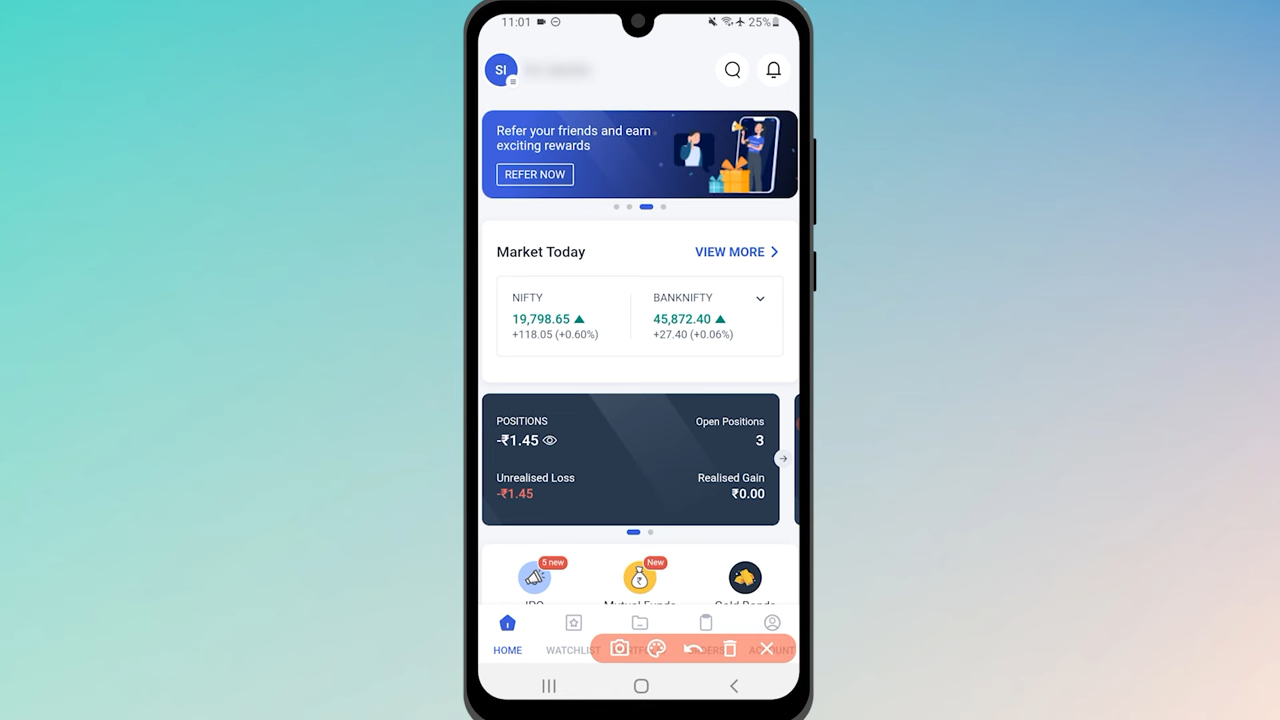 11:01
25%
SI
Refer your friends and earn
exciting rewards
REFER NOW
Market Today
VIEW MORE
NIFTY
BANKNIFTY
19,798.65
45,872.40
+118.05 (+0.60%)
+27.40 (+0.06%)
POSITIONS
Open Positions
-₹1.45
3
Unrealised Loss
Realised Gain
-₹1.45
₹0.00
5 new
New
IPO
Mutual Funds
Gold Bonds
HOME
WATCHLIST
ORDERS
ACCOUNT